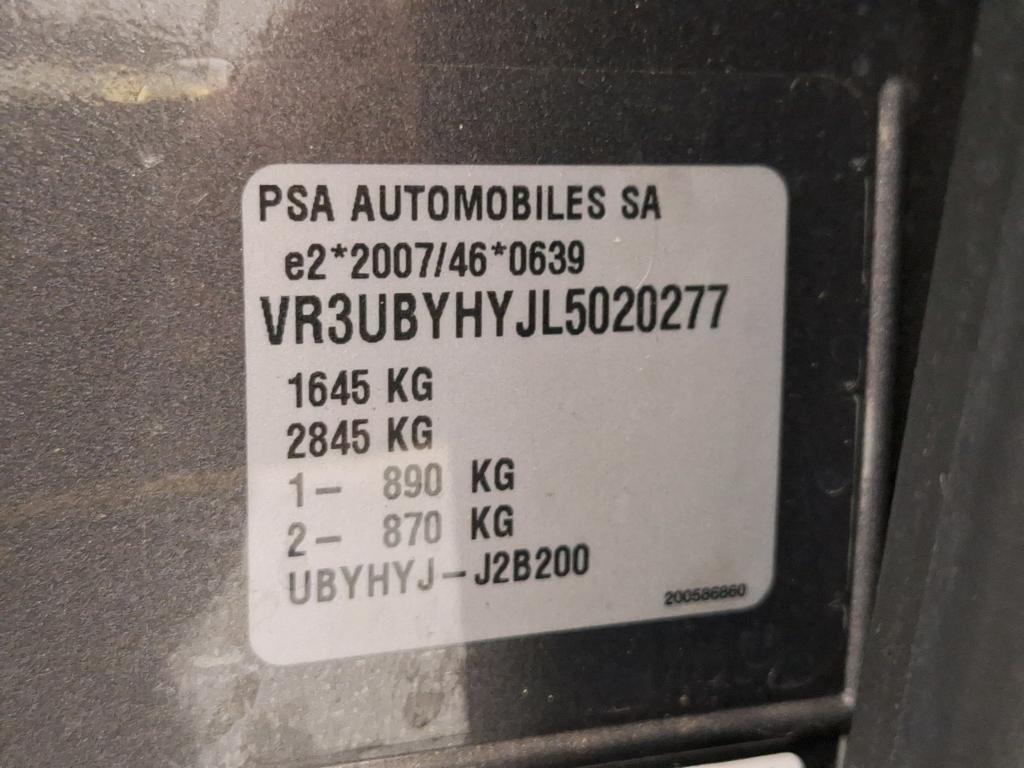 PSA AUTOMOBILES SA
e2*2007/46*0639
VR3UBYHYJL5020277
1645 KG
2845 KG
1- 890 KG
2- 870 KG
UBYHYJ-J2B200
200586860